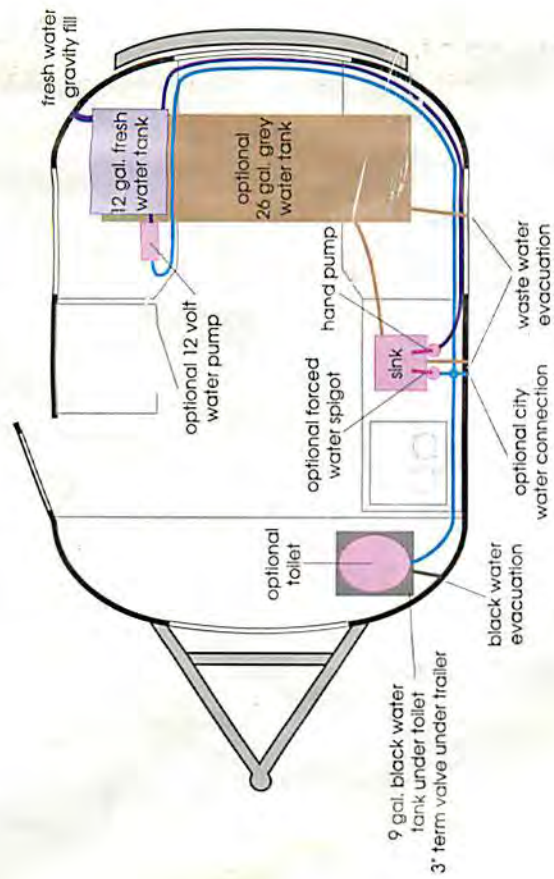 fresh water
gravity fill
12 gal. fresh
water tank
optional
26 gal. grey
water tank
optional 12 volt
water pump
hand pump
sink
optional forced
water spigot
waste water
evacuation
optional city
water connection
optional
toilet
black water
evacuation
9 gal. black water
tank under toilet
3" term valve under trailer